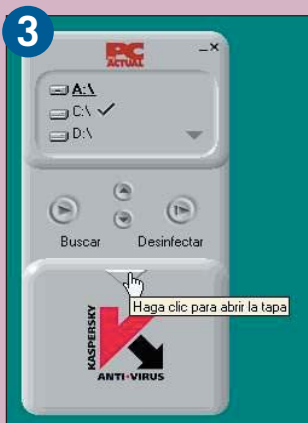 3
PC
ACTUAL
A:\
C:\
D:\
Buscar Desinfectar
Haga clic para abrir la tapa
KASPERSKY
ANTI-VIRUS